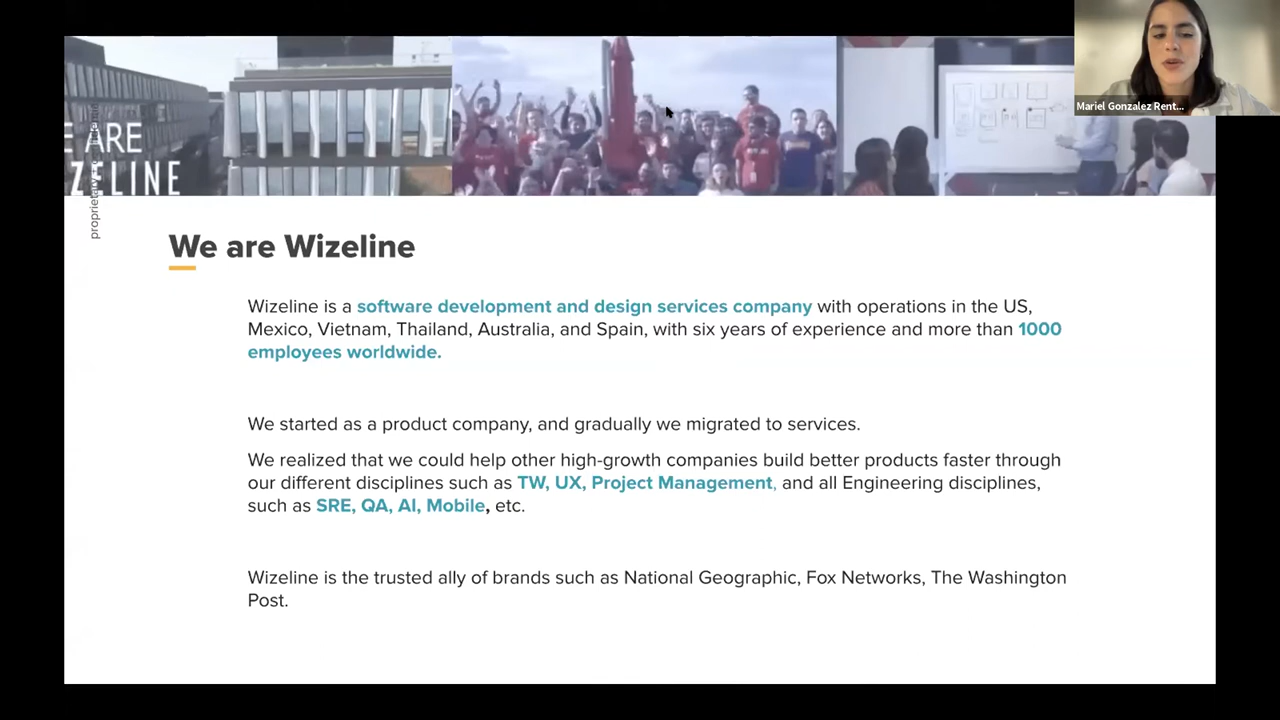 Mariel Gonzalez Rent...
E ARE
ZELINE
We are Wizeline
Wizeline is a software development and design services company with operations in the US,
Mexico, Vietnam, Thailand, Australia, and Spain, with six years of experience and more than 1000
employees worldwide.
We started as a product company, and gradually we migrated to services.
We realized that we could help other high-growth companies build better products faster through
our different disciplines such as TW, UX, Project Management, and all Engineering disciplines,
such as SRE, QA, AI, Mobile, etc.
Wizeline is the trusted ally of brands such as National Geographic, Fox Networks, The Washington
Post.